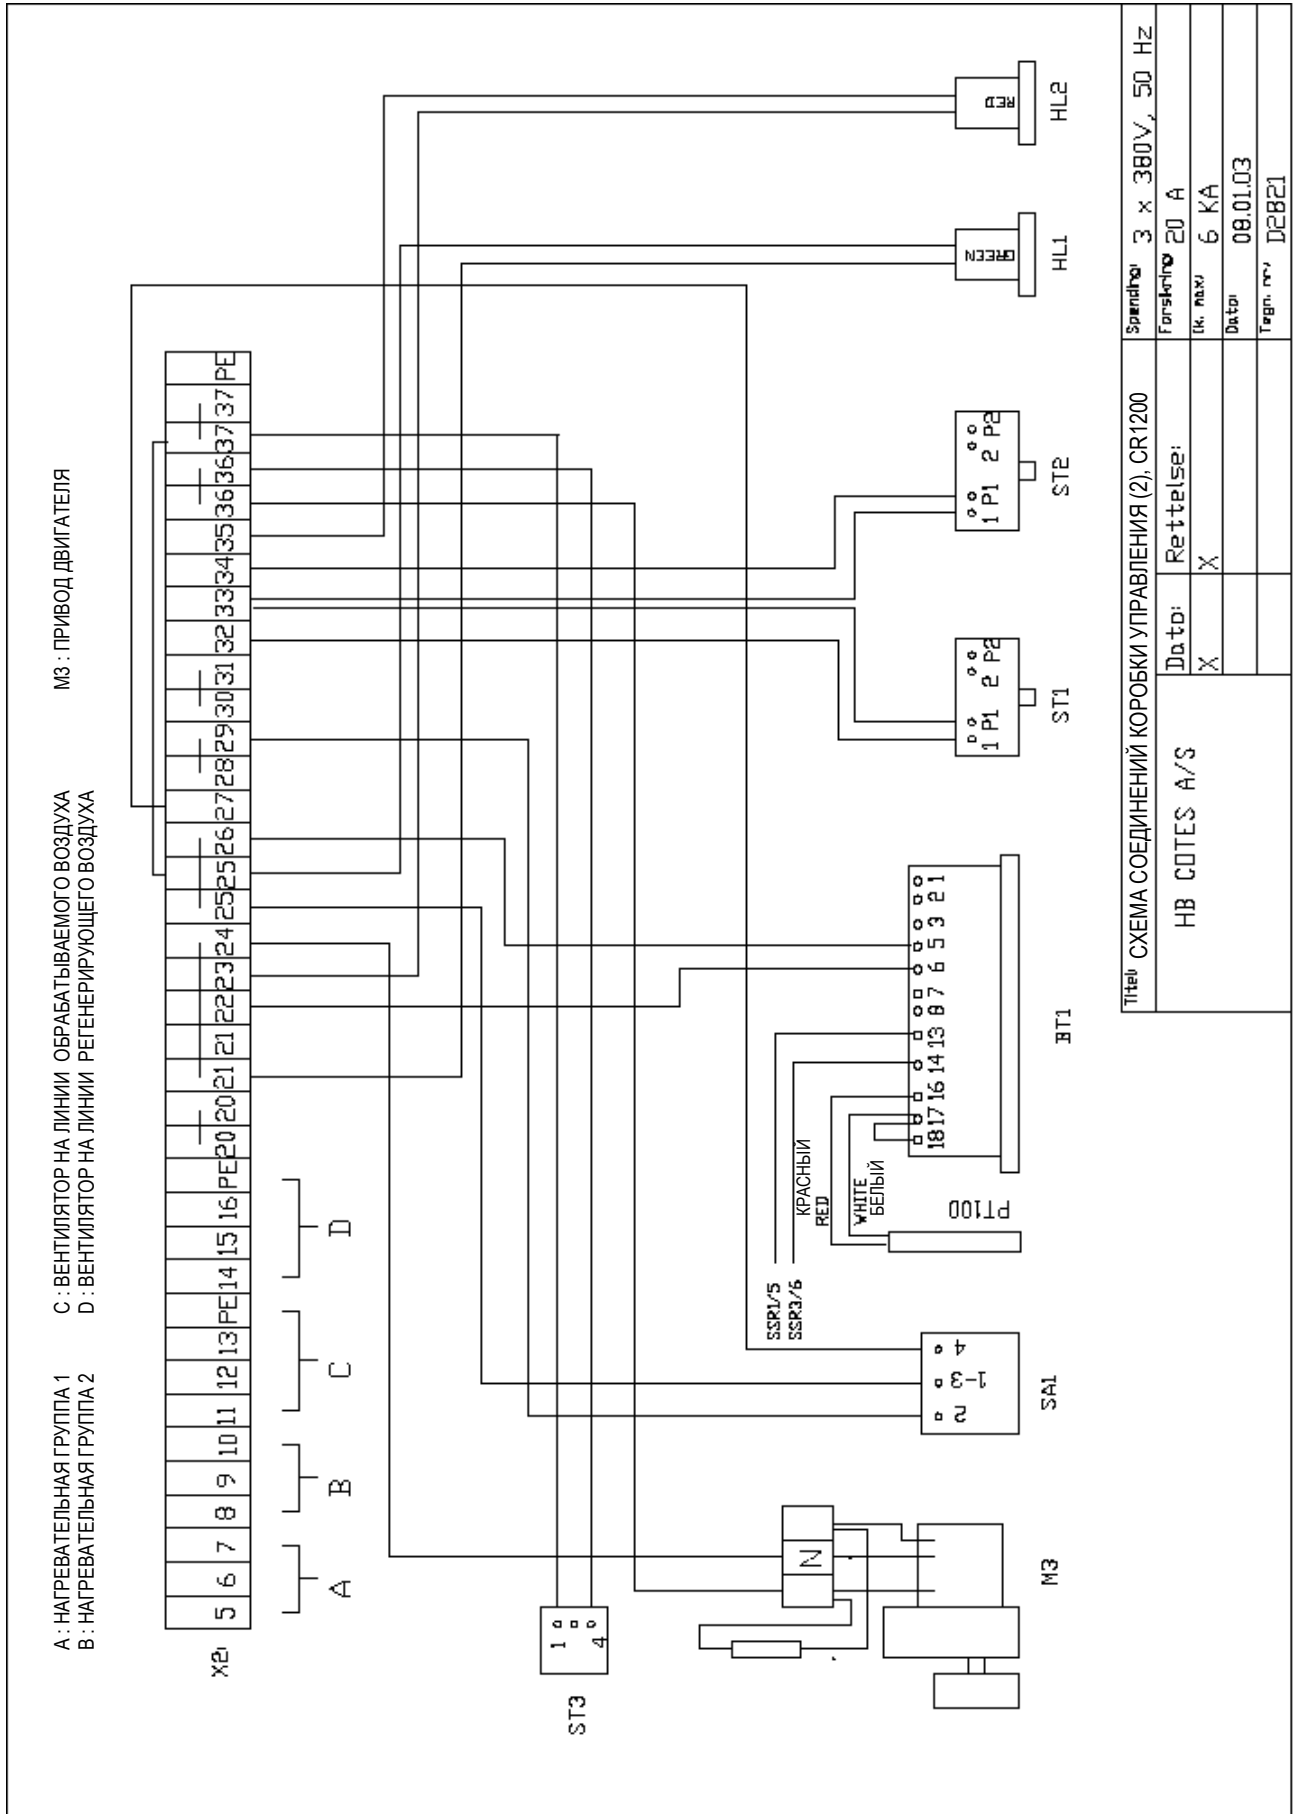 A : НАГРЕВАТЕЛЬНАЯ ГРУППА 1
B : НАГРЕВАТЕЛЬНАЯ ГРУППА 2
C : ВЕНТИЛЯТОР НА ЛИНИИ ОБРАБАТЫВАЕМОГО ВОЗДУХА
D : ВЕНТИЛЯТОР НА ЛИНИИ РЕГЕНЕРИРУЮЩЕГО ВОЗДУХА
М3 : ПРИВОД ДВИГАТЕЛЯ
X2:
5 6 7 8 9 10 11 12 13 PE 14 15 16 PE 20 20 21 21 22 23 24 25 25 26 27 28 29 30 31 32 33 34 35 36 36 37 37 PE
A
B
C
D
ST3
1
4
N
M3
SA1
2 1-3 4
SSR1/5
SSR3/6
КРАСНЫЙ
RED
WHITE
БЕЛЫЙ
PT100
18 17 16 14 13 8 7 6 5 3 2 1
BT1
1 P1 2 P2
ST1
1 P1 2 P2
ST2
GREEN
HL1
RED
HL2
Titel: СХЕМА СОЕДИНЕНИЙ КОРОБКИ УПРАВЛЕНИЯ (2), CR1200
HB COTES A/S
Dato: Rettelse:
X X
Spænding: 3 x 380V, 50 Hz
Forsikring: 20 A
Ik. max: 6 KA
Dato: 08.01.03
Tegn. nr.: D2821